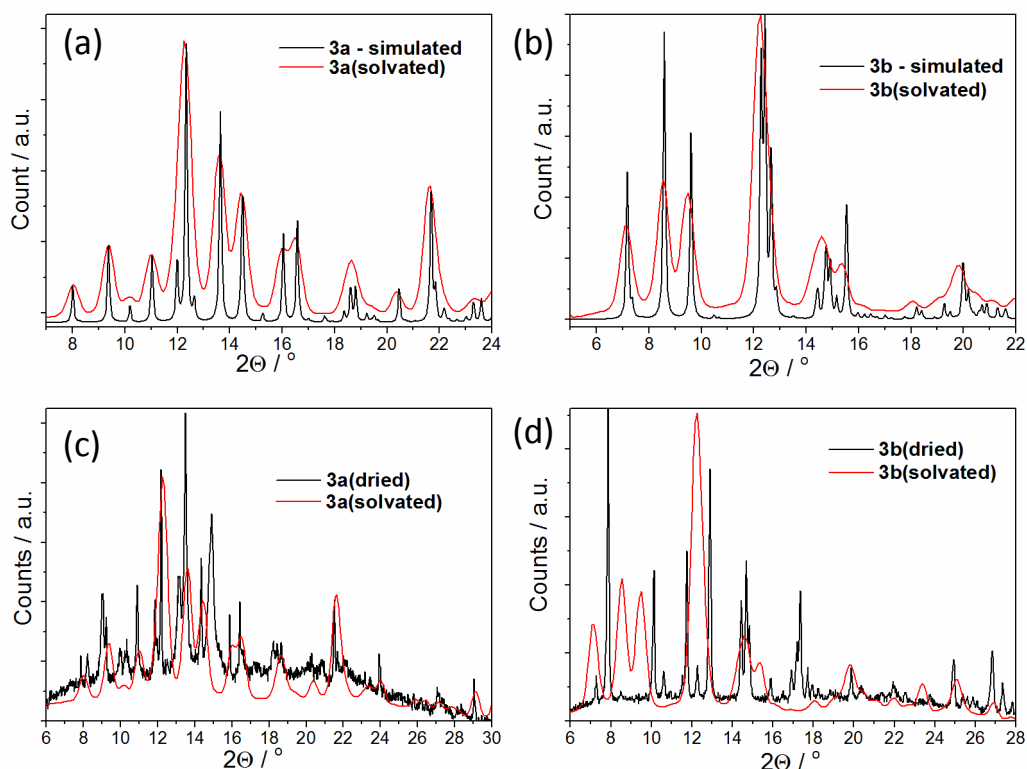 (a)
3a - simulated
3a(solvated)
Count / a.u.
6 8 10 12 14 16 18 20 22 24
2Θ / °
(b)
3b - simulated
3b(solvated)
Count / a.u.
6 8 10 12 14 16 18 20 22
2Θ / °
(c)
3a(dried)
3a(solvated)
Counts / a.u.
6 8 10 12 14 16 18 20 22 24 26 28 30
2Θ / °
(d)
3b(dried)
3b(solvated)
Counts / a.u.
6 8 10 12 14 16 18 20 22 24 26 28
2Θ / °